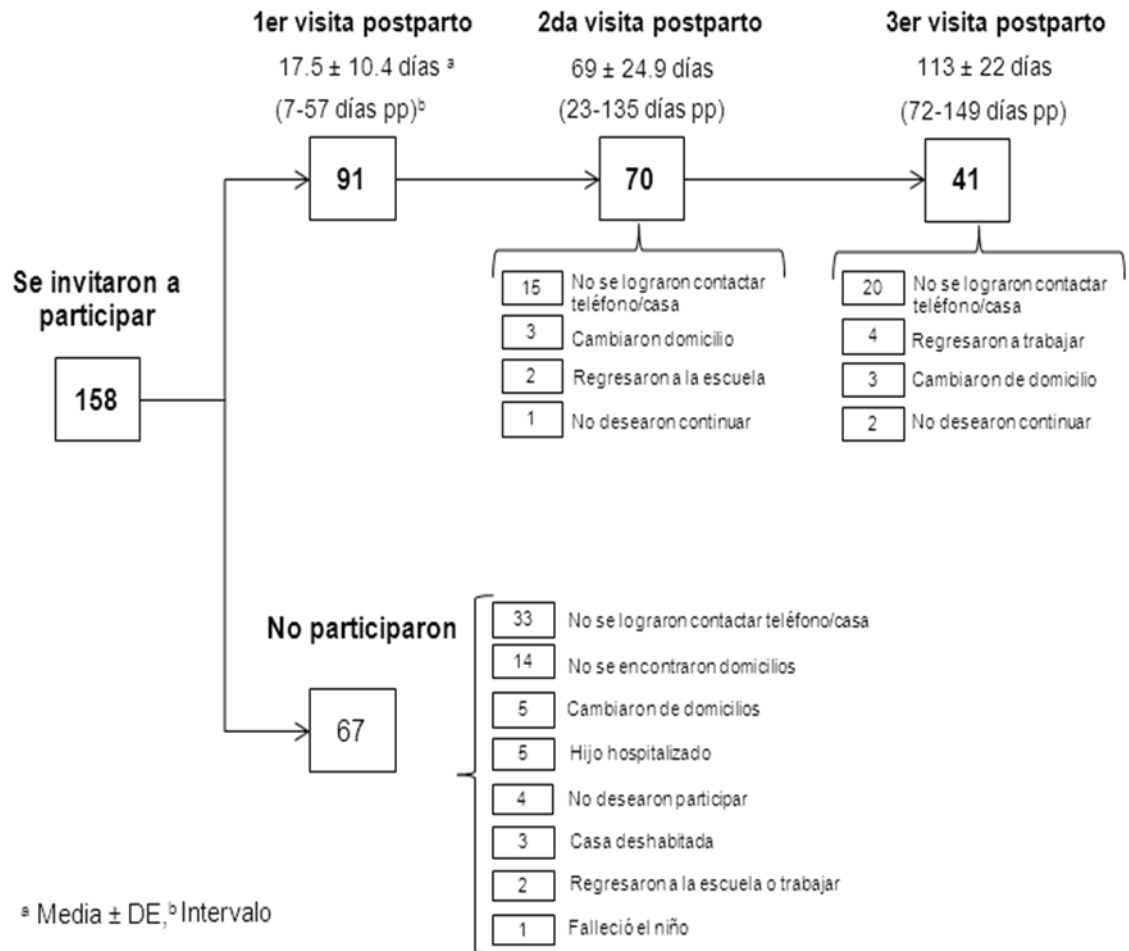 1er visita postparto
17.5 ± 10.4 días ª
(7-57 días pp)ᵇ
91
2da visita postparto
69 ± 24.9 días
(23-135 días pp)
70
3er visita postparto
113 ± 22 días
(72-149 días pp)
41
Se invitaron a
participar
158
15 No se lograron contactar
teléfono/casa
3 Cambiaron domicilio
2 Regresaron a la escuela
1 No desearon continuar
20 No se lograron contactar
teléfono/casa
4 Regresaron a trabajar
3 Cambiaron de domicilio
2 No desearon continuar
No participaron
67
33 No se lograron contactar teléfono/casa
14 No se encontraron domicilios
5 Cambiaron de domicilios
5 Hijo hospitalizado
4 No desearon participar
3 Casa deshabitada
2 Regresaron a la escuela o trabajar
1 Falleció el niño
ª Media ± DE,ᵇ Intervalo